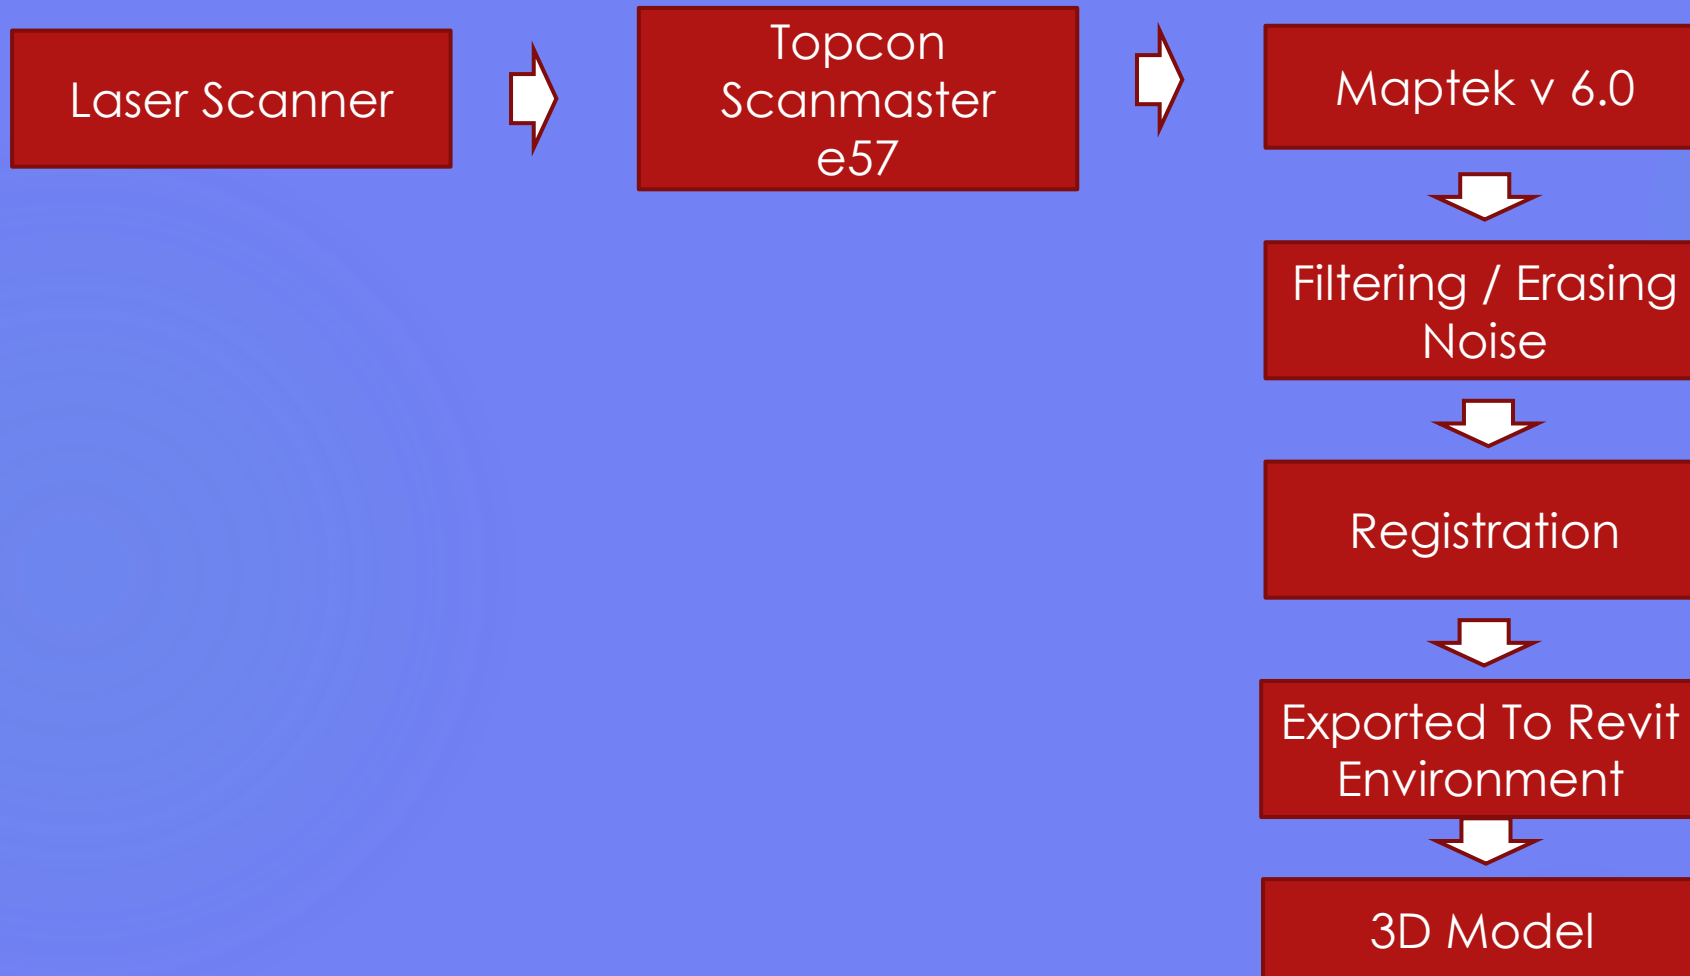 Laser Scanner
Topcon
Scanmaster
e57
Maptek v 6.0
Filtering / Erasing
Noise
Registration
Exported To Revit
Environment
3D Model